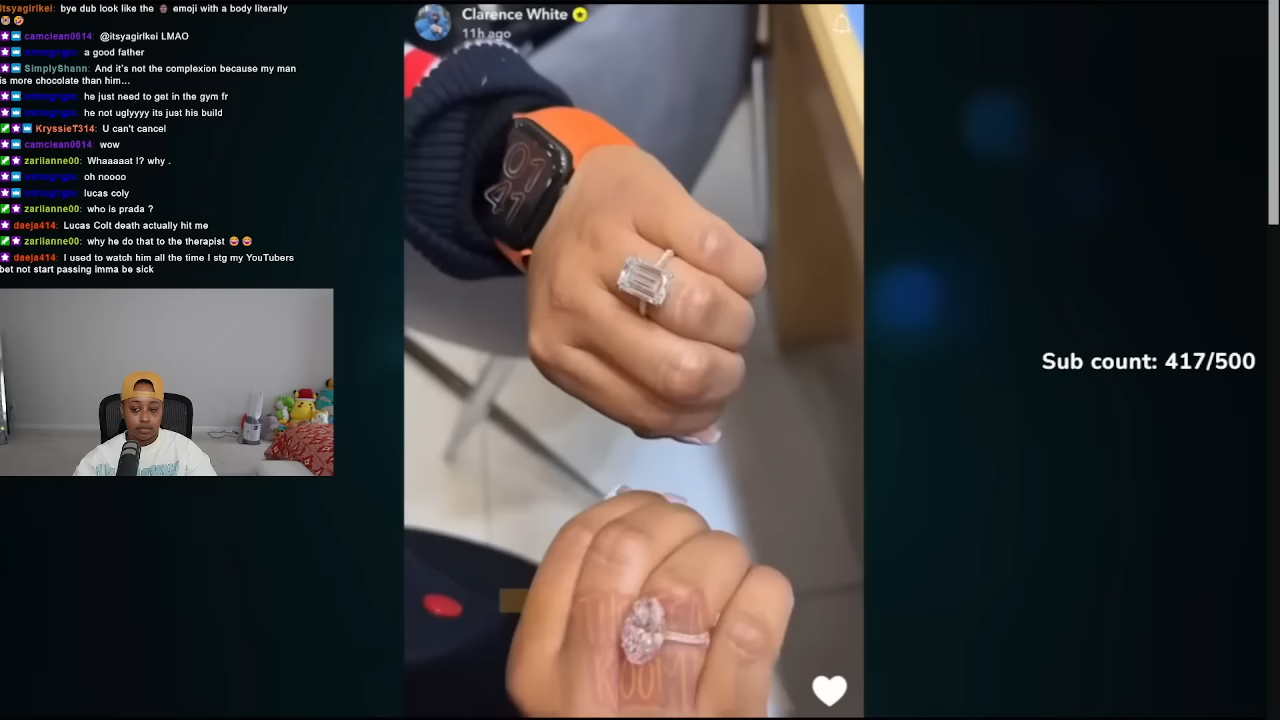 itsyagirlkei: bye dub look like the emoji with a body literally
camclean0614: @itsyagirlkei LMAO
a good father
SimplyShann: And it's not the complexion because my man
is more chocolate than him...
he just need to get in the gym fr
he not uglyyyy its just his build
KryssieT314: U can't cancel
camclean0614: wow
zarlianne00: Whaaaaat !? why .
oh noooo
lucas coly
zarlianne00: who is prada ?
daeja414: Lucas Colt death actually hit me
zarlianne00: why he do that to the therapist
daeja414: I used to watch him all the time I stg my YouTubers
bet not start passing imma be sick
Clarence White
11h ago
01
41
Sub count: 417/500